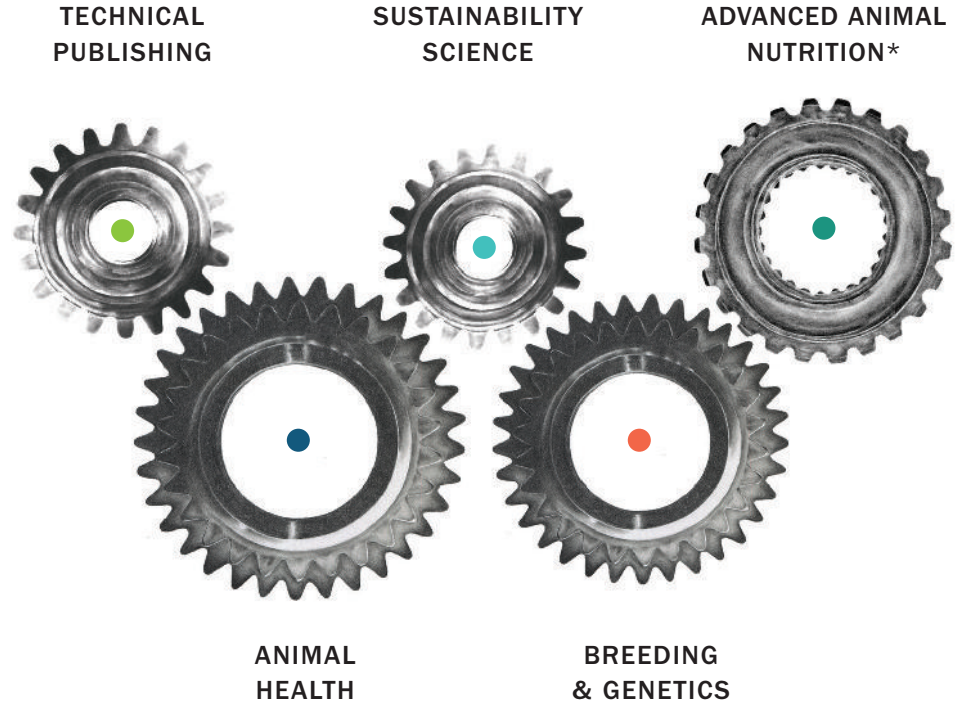 TECHNICAL
PUBLISHING
SUSTAINABILITY
SCIENCE
ADVANCED ANIMAL
NUTRITION*
ANIMAL
HEALTH
BREEDING
& GENETICS